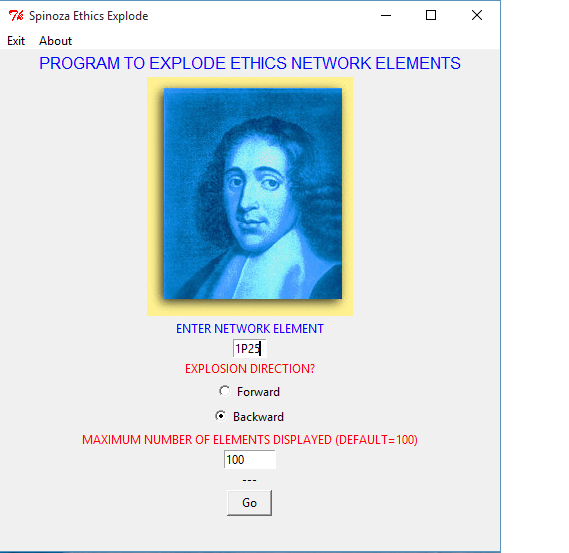 Spinoza Ethics Explode
Exit About
PROGRAM TO EXPLODE ETHICS NETWORK ELEMENTS
ENTER NETWORK ELEMENT
1P25
EXPLOSION DIRECTION?
Forward
Backward
MAXIMUM NUMBER OF ELEMENTS DISPLAYED (DEFAULT=100)
100
---
Go